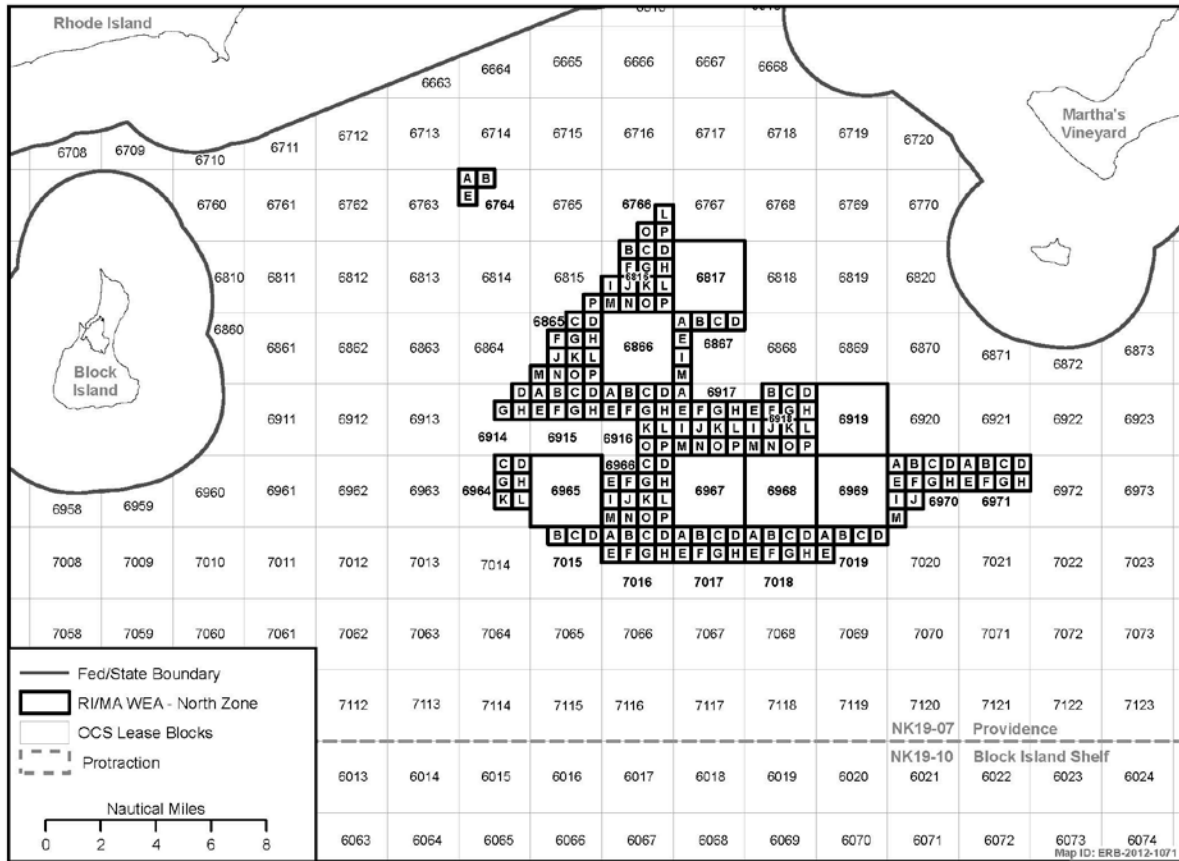 6615 6618
Rhode Island
6663 6664 6665 6666 6667 6668
Martha's
Vineyard
6708 6709 6710 6711 6712 6713 6714 6715 6716 6717 6718 6719 6720
A B
E
6760 6761 6762 6763 6764 6765 6766 6767 6768 6769 6770
L
O P
B C D
F G H
6810 6811 6812 6813 6814 6815 6816 6817 6818 6819 6820
I J K L
P M N O P
6860 6865 C D A B C D
F G H E
6861 6862 6863 6864 6866 6867 6868 6869 6870 6871 6872 6873
J K L I
M N O P M
Block
Island
D A B C D A B C D A 6917 B C D
G H E F G H E F G H E F G H E F G H
6911 6912 6913 6918 6919 6920 6921 6922 6923
K L I J K L I J K L
6914 6915 6916
O P M N O P M N O P
C D 6966 C D A B C D A B C D
G H E F G H E F G H E F G H
6958 6959 6960 6961 6962 6963 6964 6965 6967 6968 6969 6970 6971 6972 6973
K L I J K L I J
M N O P M
B C D A B C D A B C D A B C D A B C D
E F G H E F G H E F G H E
7008 7009 7010 7011 7012 7013 7014 7015 7019 7020 7021 7022 7023
7016 7017 7018
7058 7059 7060 7061 7062 7063 7064 7065 7066 7067 7068 7069 7070 7071 7072 7073
Fed/State Boundary
RI/MA WEA - North Zone
OCS Lease Blocks
Protraction
Nautical Miles
0 2 4 6 8
7112 7113 7114 7115 7116 7117 7118 7119 7120 7121 7122 7123
NK19-07 Providence
NK19-10 Block Island Shelf
6013 6014 6015 6016 6017 6018 6019 6020 6021 6022 6023 6024
6063 6064 6065 6066 6067 6068 6069 6070 6071 6072 6073 6074
Map ID: ERB-2012-1071